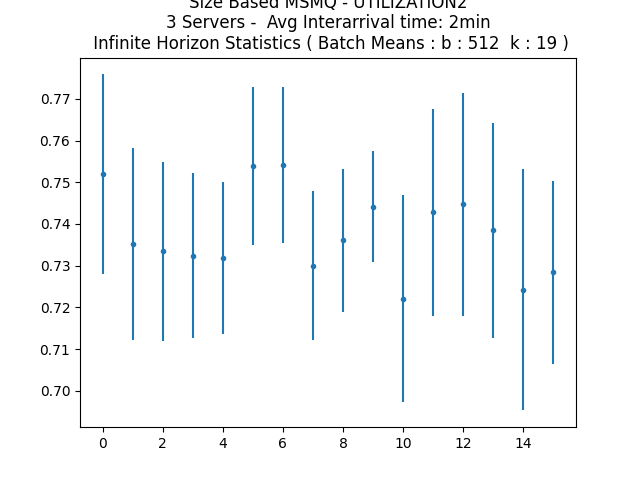 Size Based MSMQ - UTILIZATION2
3 Servers -  Avg Interarrival time: 2min
Infinite Horizon Statistics ( Batch Means : b : 512  k : 19 )
0.77
0.76
0.75
0.74
0.73
0.72
0.71
0.70
0 2 4 6 8 10 12 14